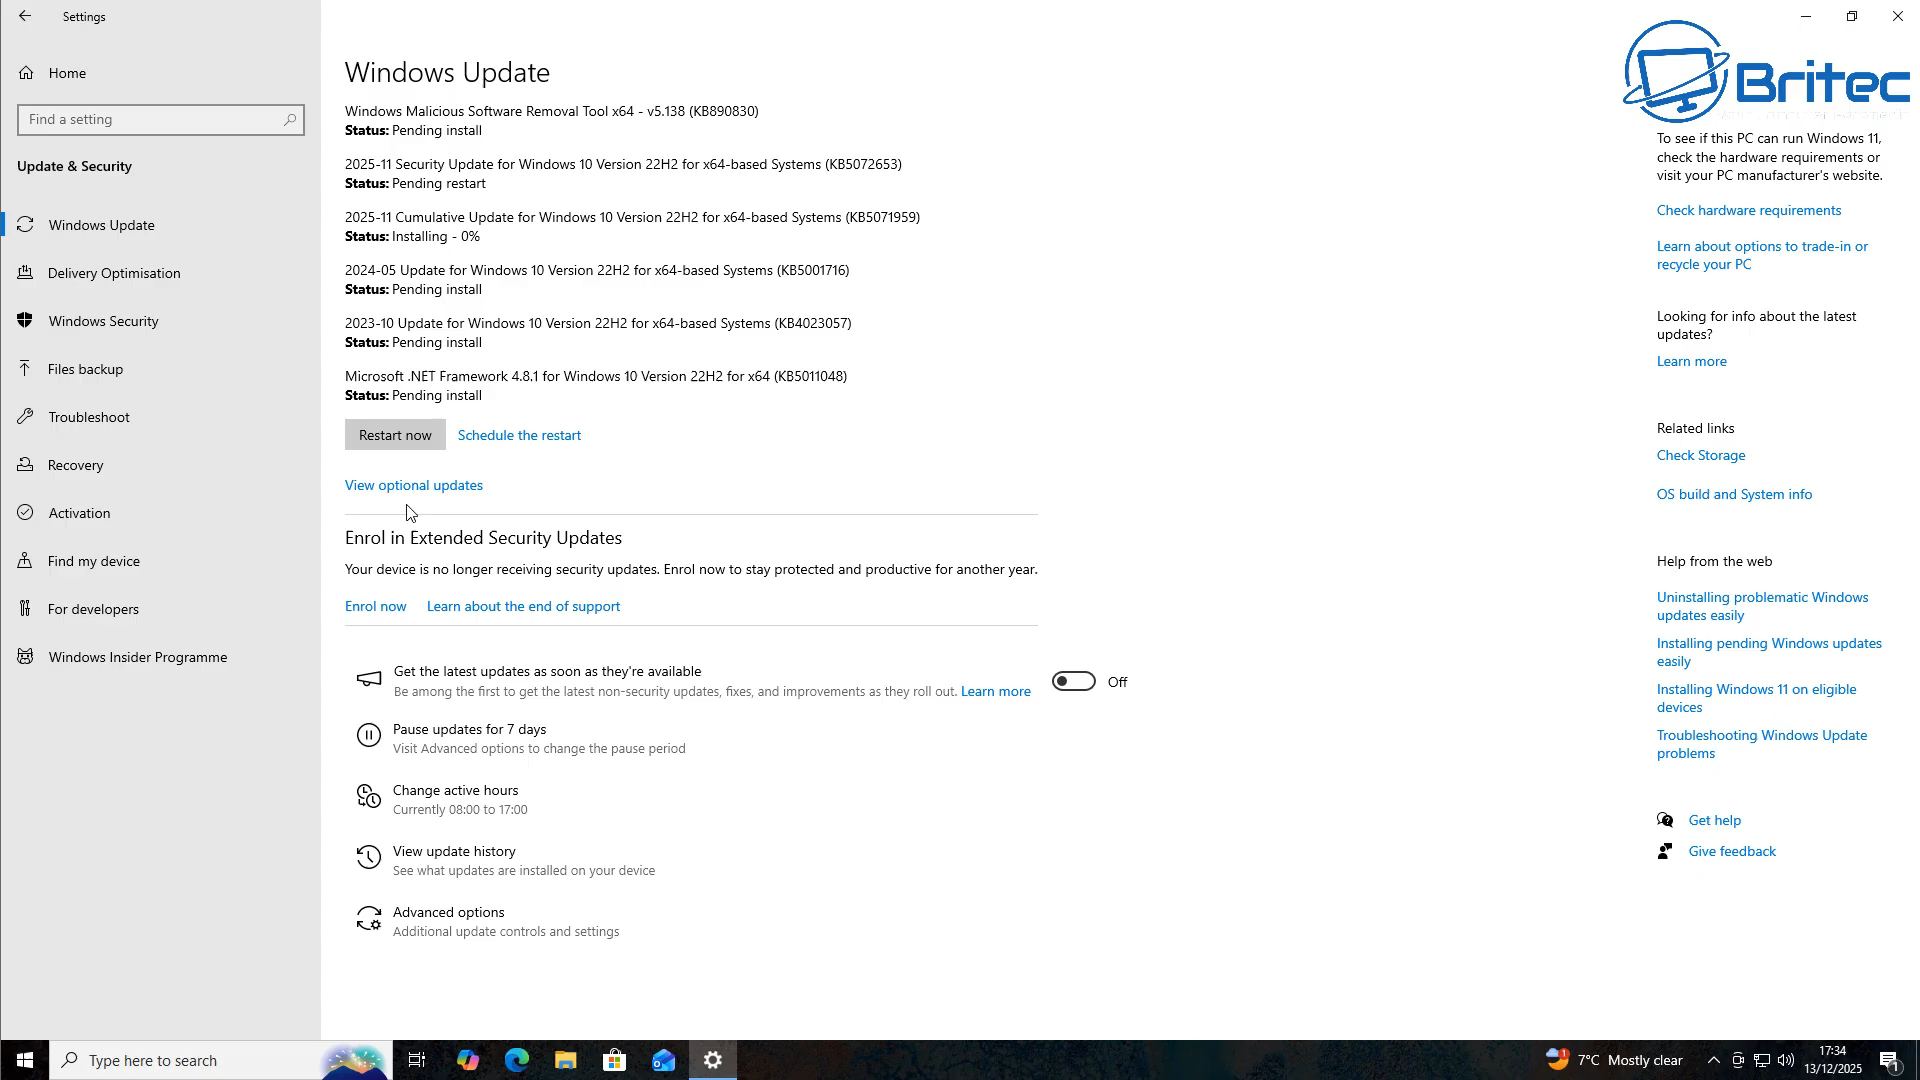 Settings
Home
Find a setting
Update & Security
Windows Update
Delivery Optimisation
Windows Security
Files backup
Troubleshoot
Recovery
Activation
Find my device
For developers
Windows Insider Programme
Windows Update
Windows Malicious Software Removal Tool x64 - v5.138 (KB890830)
Status: Pending install
2025-11 Security Update for Windows 10 Version 22H2 for x64-based Systems (KB5072653)
Status: Pending restart
2025-11 Cumulative Update for Windows 10 Version 22H2 for x64-based Systems (KB5071959)
Status: Installing - 0%
2024-05 Update for Windows 10 Version 22H2 for x64-based Systems (KB5001716)
Status: Pending install
2023-10 Update for Windows 10 Version 22H2 for x64-based Systems (KB4023057)
Status: Pending install
Microsoft .NET Framework 4.8.1 for Windows 10 Version 22H2 for x64 (KB5011048)
Status: Pending install
Restart now Schedule the restart
View optional updates
Enrol in Extended Security Updates
Your device is no longer receiving security updates. Enrol now to stay protected and productive for another year.
Enrol now Learn about the end of support
Get the latest updates as soon as they're available
Be among the first to get the latest non-security updates, fixes, and improvements as they roll out. Learn more
Off
Pause updates for 7 days
Visit Advanced options to change the pause period
Change active hours
Currently 08:00 to 17:00
View update history
See what updates are installed on your device
Advanced options
Additional update controls and settings
Britec
To see if this PC can run Windows 11,
check the hardware requirements or
visit your PC manufacturer's website.
Check hardware requirements
Learn about options to trade-in or
recycle your PC
Looking for info about the latest
updates?
Learn more
Related links
Check Storage
OS build and System info
Help from the web
Uninstalling problematic Windows
updates easily
Installing pending Windows updates
easily
Installing Windows 11 on eligible
devices
Troubleshooting Windows Update
problems
Get help
Give feedback
Type here to search
1
7°C Mostly clear
17:34
13/12/2025
1